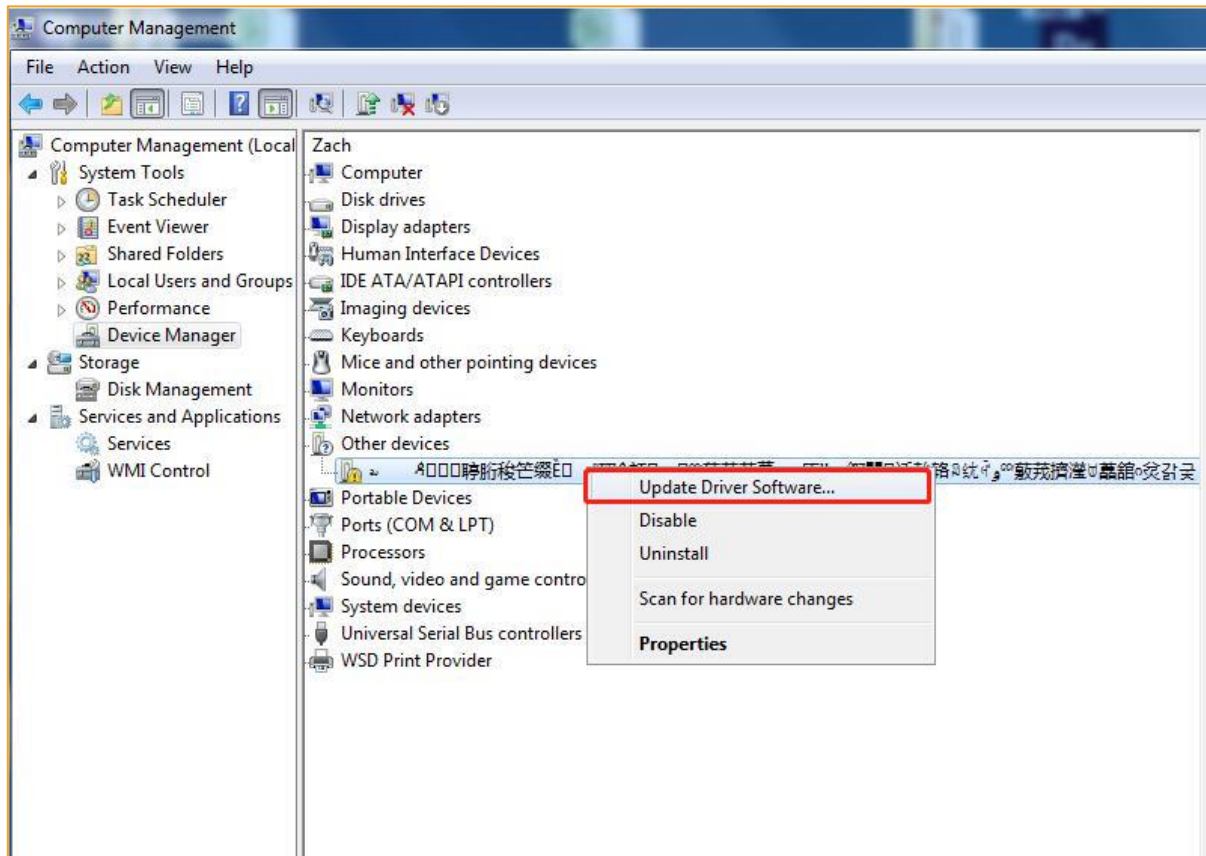 Computer Management
File Action View Help
Computer Management (Local
System Tools
Task Scheduler
Event Viewer
Shared Folders
Local Users and Groups
Performance
Device Manager
Storage
Disk Management
Services and Applications
Services
WMI Control
Zach
Computer
Disk drives
Display adapters
Human Interface Devices
IDE ATA/ATAPI controllers
Imaging devices
Keyboards
Mice and other pointing devices
Monitors
Network adapters
Other devices
Portable Devices
Ports (COM & LPT)
Processors
Sound, video and game contro
System devices
Universal Serial Bus controllers
WSD Print Provider
Update Driver Software...
Disable
Uninstall
Scan for hardware changes
Properties